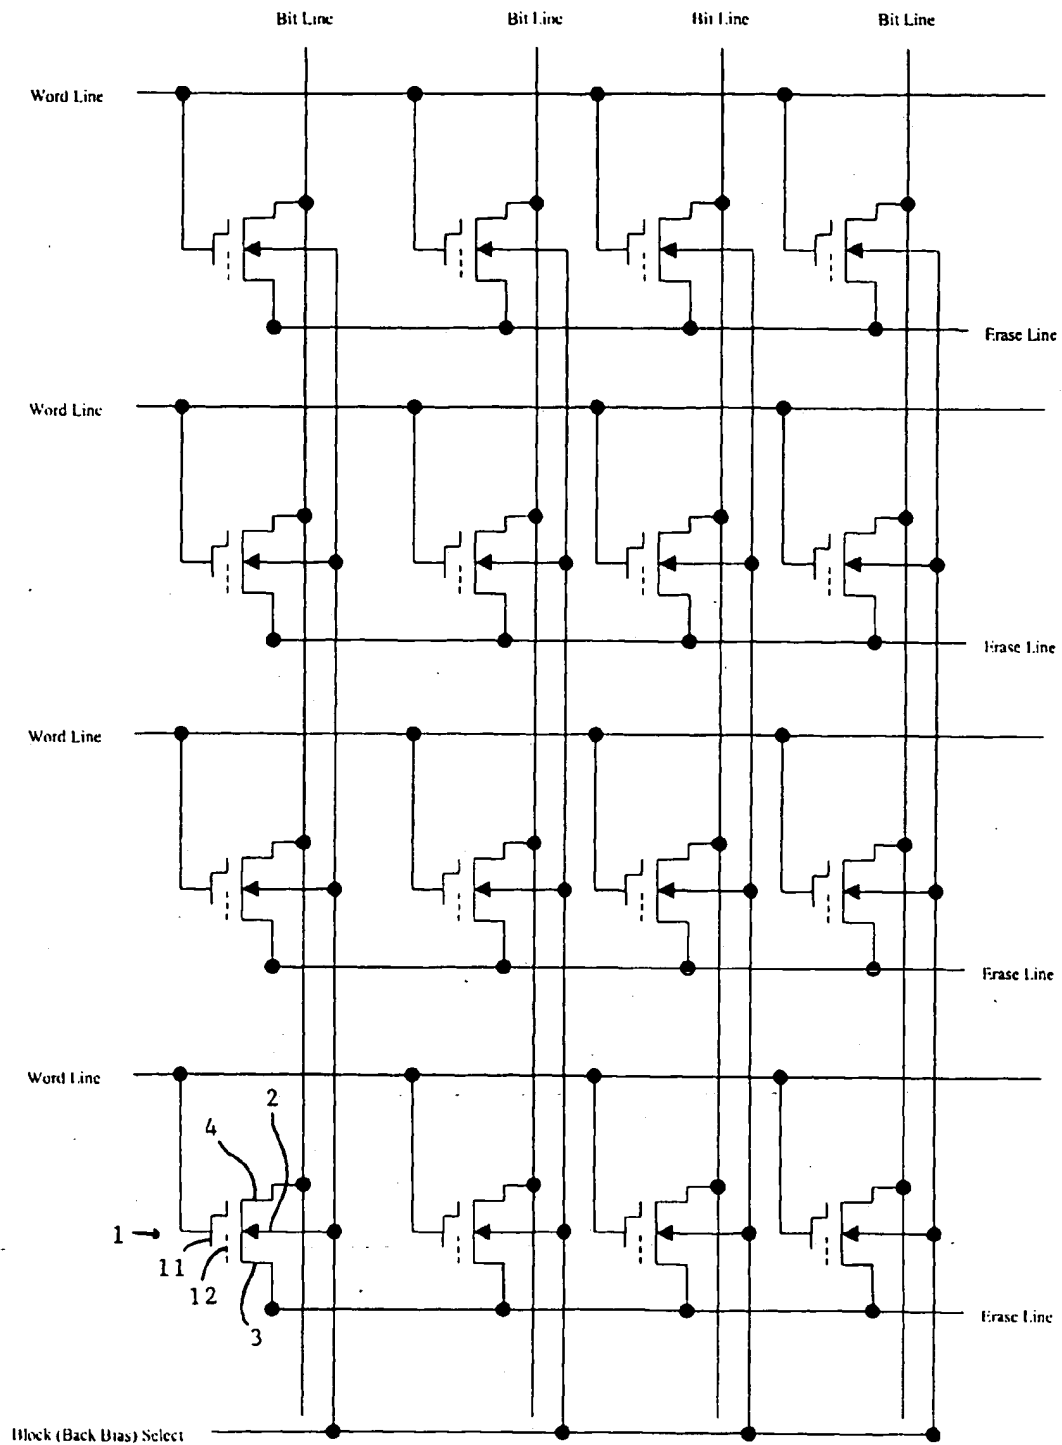 Bit Line Bit Line Bit Line Bit Line
Word Line
Erase Line
Word Line
Erase Line
Word Line
Erase Line
Word Line
2
4
1
11
12
3
Erase Line
Block (Back Bias) Select